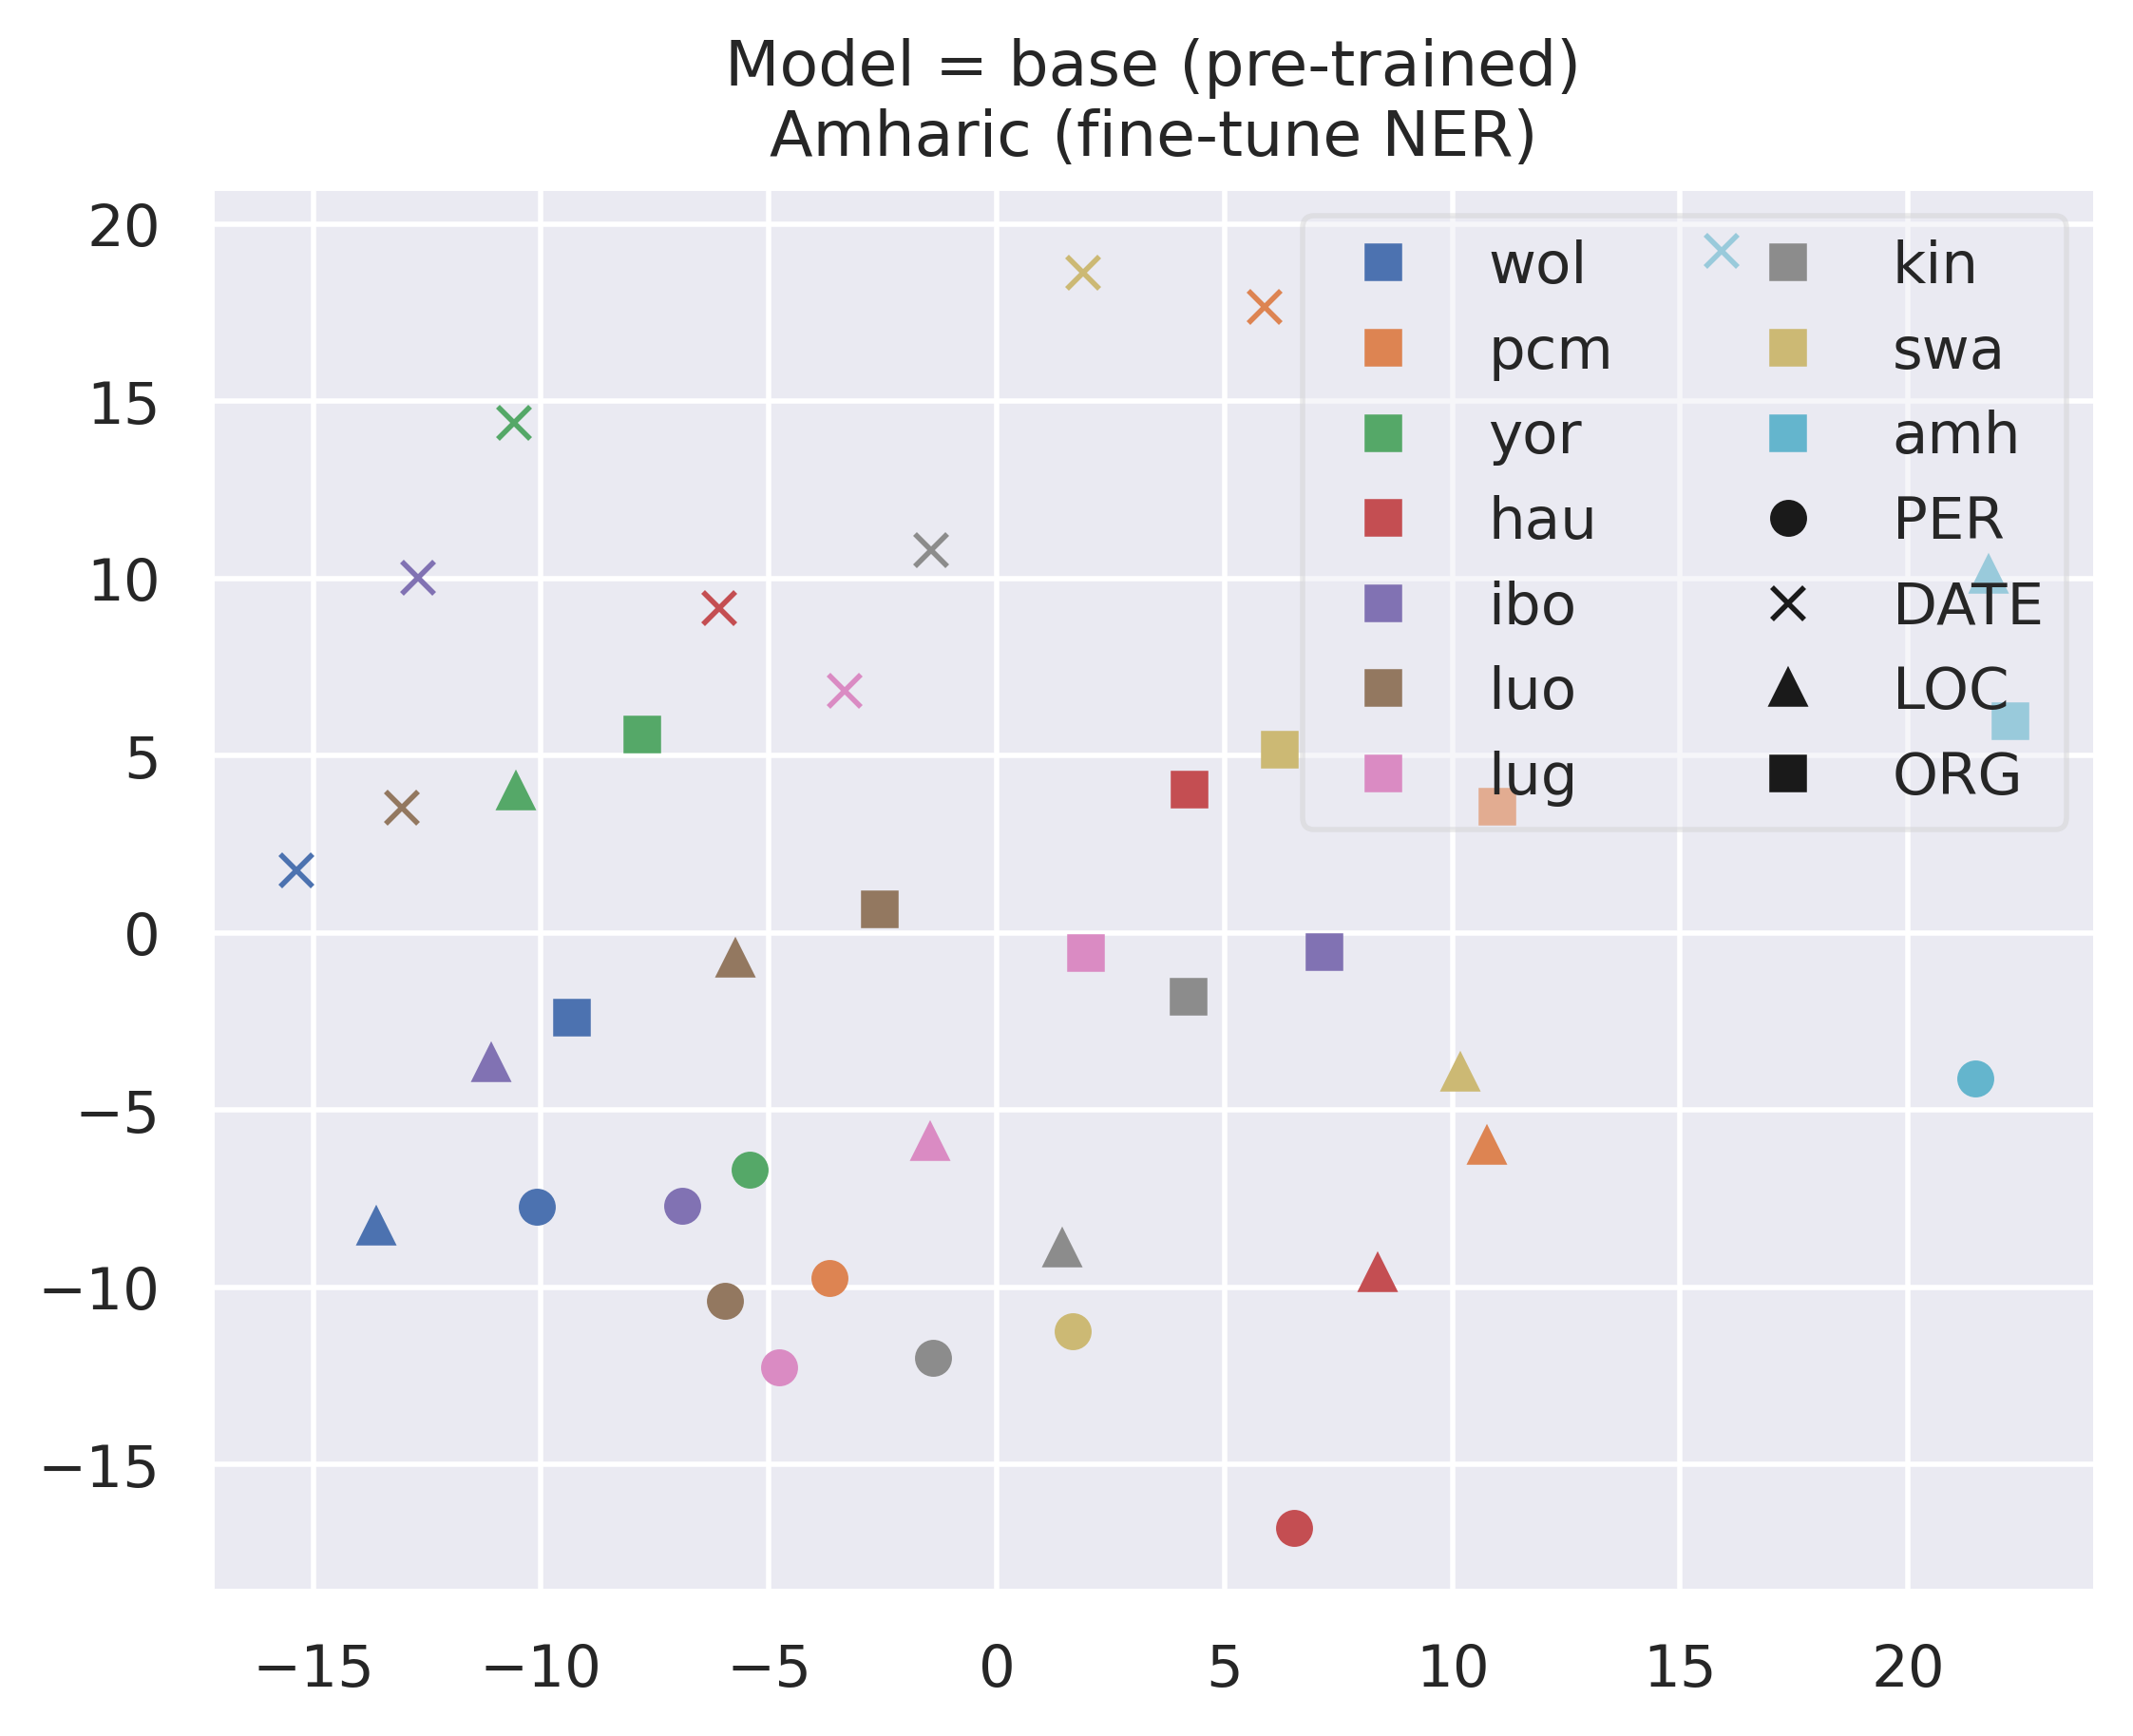 Model = base (pre-trained)
Amharic (fine-tune NER)
20
15
10
5
0
−5
−10
−15
wol
pcm
yor
hau
ibo
luo
lug
kin
swa
amh
PER
DATE
LOC
ORG
−15 −10 −5 0 5 10 15 20